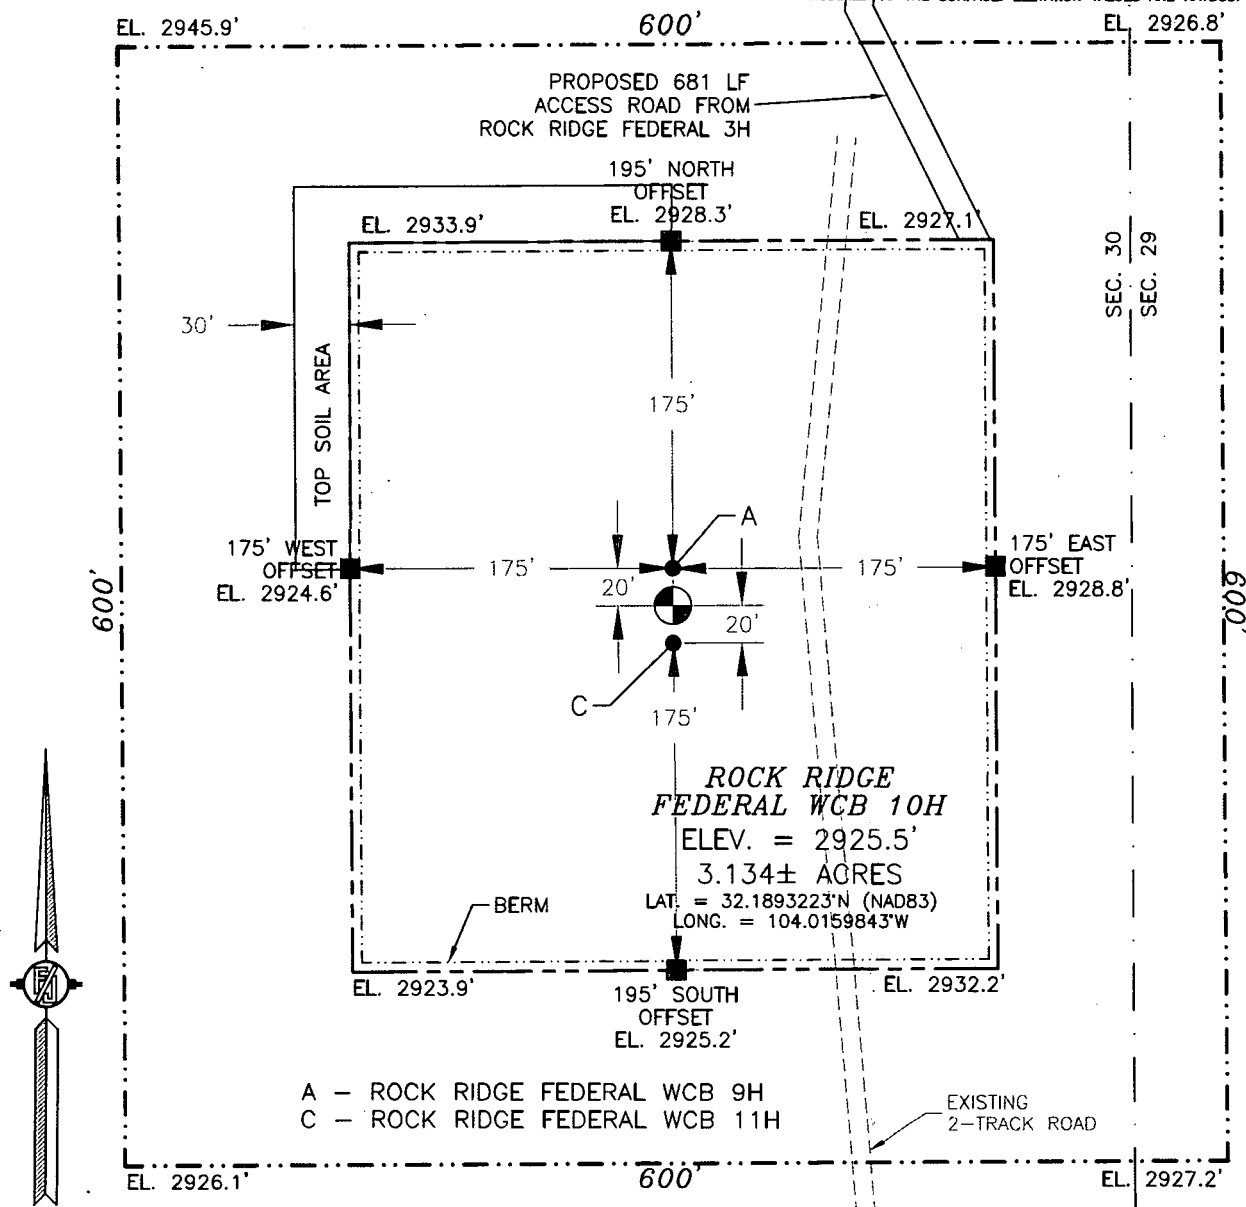 EL. 2945.9'
600'
EL. 2926.8'
PROPOSED 681 LF
ACCESS ROAD FROM
ROCK RIDGE FEDERAL 3H
195' NORTH
OFFSET
EL. 2928.3'
EL. 2933.9'
EL. 2927.1'
SEC. 30
SEC. 29
30'
TOP SOIL AREA
175'
A
175' WEST
OFFSET
EL. 2924.6'
175'
175'
175' EAST
OFFSET
EL. 2928.8'
20'
20'
600'
600'
C
175'
ROCK RIDGE
FEDERAL WCB 10H
ELEV. = 2925.5'
3.134± ACRES
LAT. = 32.1893223°N (NAD83)
LONG. = 104.0159843°W
BERM
EL. 2923.9'
EL. 2932.2'
195' SOUTH
OFFSET
EL. 2925.2'
A – ROCK RIDGE FEDERAL WCB 9H
C – ROCK RIDGE FEDERAL WCB 11H
EXISTING
2-TRACK ROAD
EL. 2926.1'
600'
EL. 2927.2'